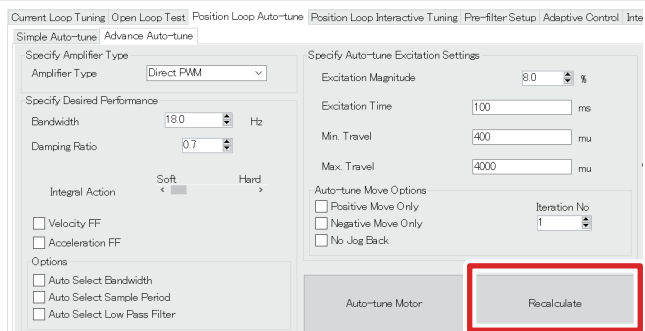 Current Loop Tuning Open Loop Test Position Loop Auto-tune Position Loop Interactive Tuning Pre-filter Setup Adaptive Control Inte
Simple Auto-tune Advance Auto-tune
Specify Amplifier Type
Amplifier Type Direct PWM
Specify Desired Performance
Bandwidth 18.0 Hz
Damping Ratio 0.7
Soft Hard
Integral Action
Velocity FF
Acceleration FF
Options
Auto Select Bandwidth
Auto Select Sample Period
Auto Select Low Pass Filter
Specify Auto-tune Excitation Settings
Excitation Magnitude 8.0 %
Excitation Time 100 ms
Min. Travel 400 mu
Max. Travel 4000 mu
Auto-tune Move Options
Positive Move Only
Negative Move Only
No Jog Back
Iteration No
1
Auto-tune Motor
Recalculate